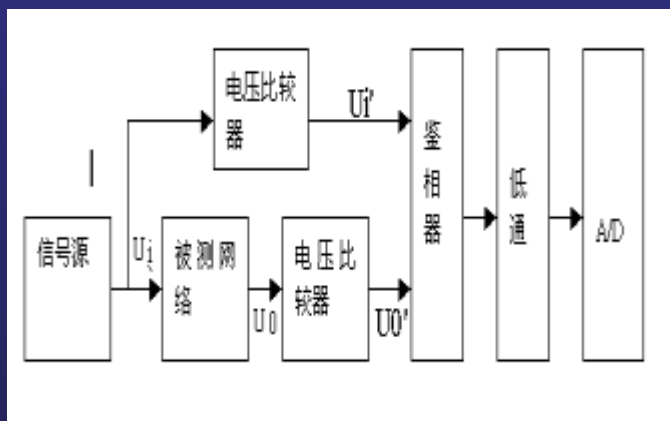 电压比较
器
Ui'
鉴
相
器
低
通
A/D
信号源
Ui
被测网
络
U0
电压比
较器
U0'